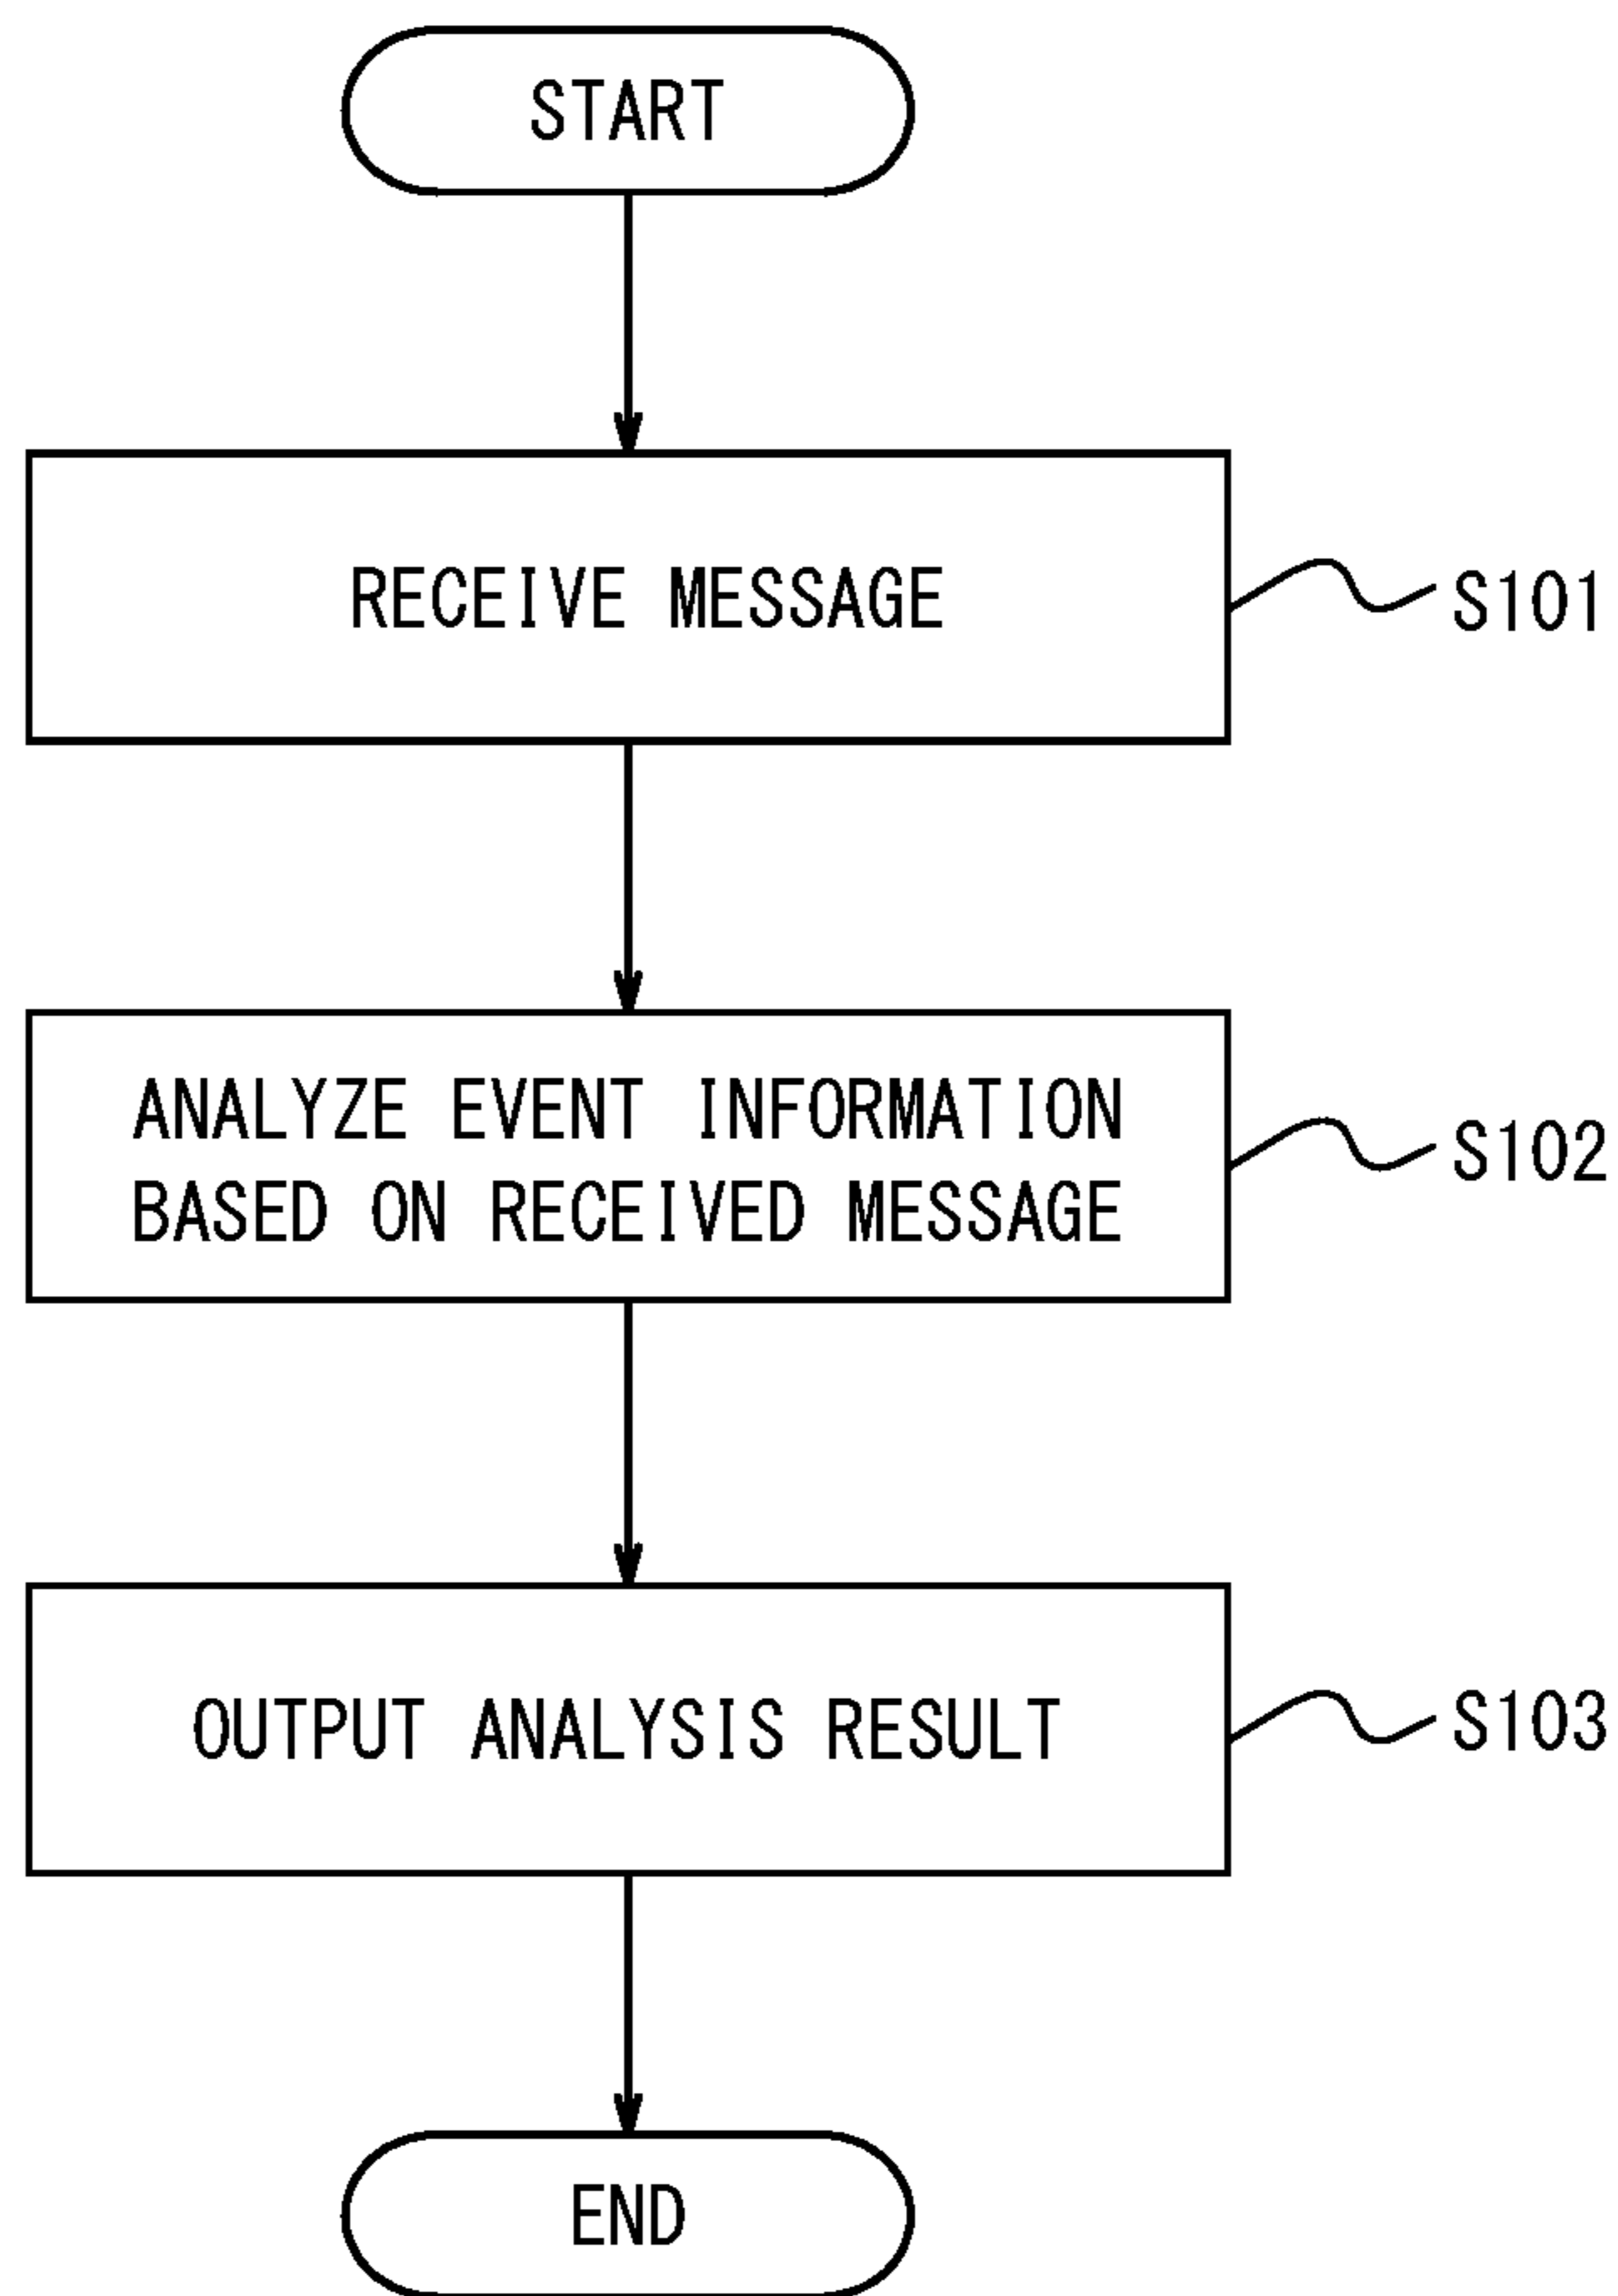 START
RECEIVE MESSAGE
S101
ANALYZE EVENT INFORMATION
BASED ON RECEIVED MESSAGE
S102
OUTPUT ANALYSIS RESULT
S103
END